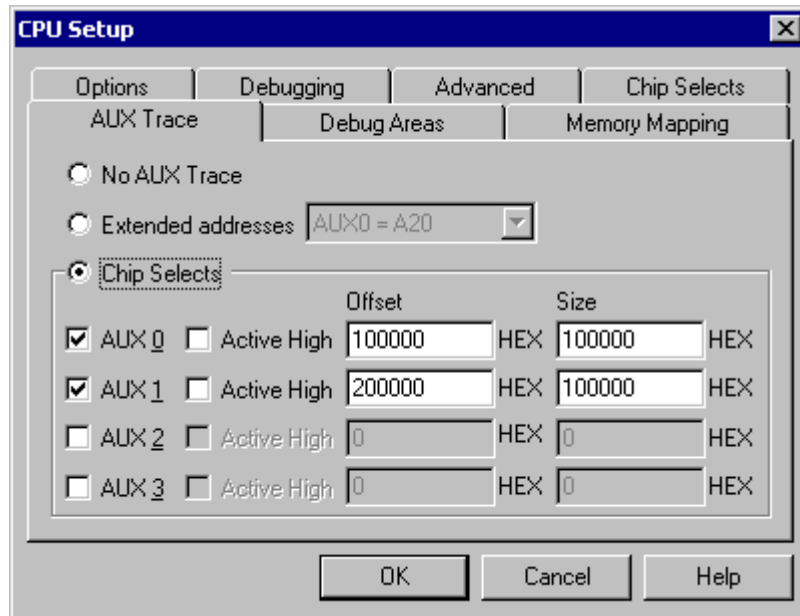 CPU Setup
Options Debugging Advanced Chip Selects
AUX Trace Debug Areas Memory Mapping
No AUX Trace
Extended addresses AUX0 = A20
Chip Selects
Offset Size
AUX 0 Active High 100000 HEX 100000 HEX
AUX 1 Active High 200000 HEX 100000 HEX
AUX 2 Active High 0 HEX 0 HEX
AUX 3 Active High 0 HEX 0 HEX
OK Cancel Help